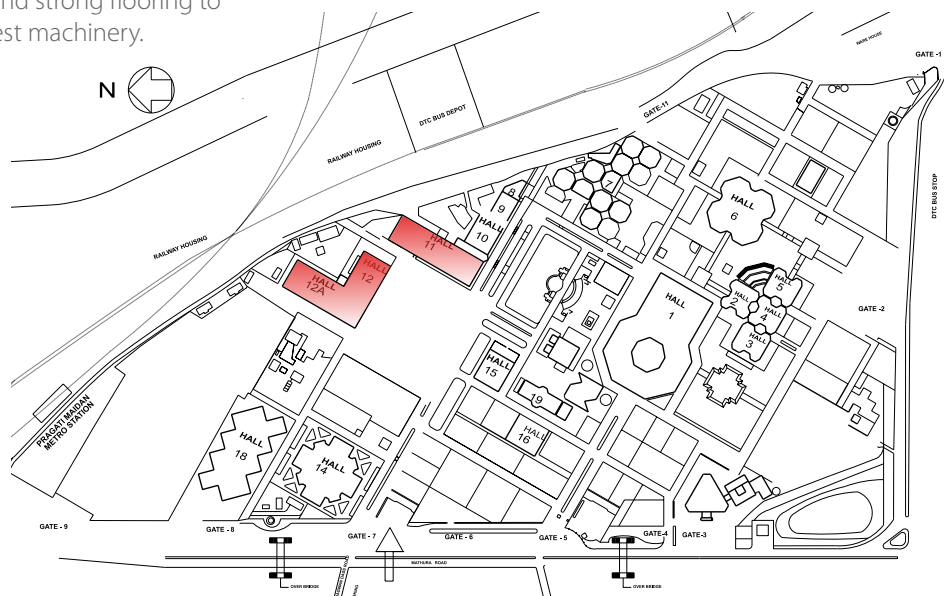 nd strong flooring to
est machinery.
N
WARE HOUSE
GATE -1
GATE-11
DTC BUS DEPOT
RAILWAY HOUSING
DTC BUS STOP
RAILWAY HOUSING
7
8
9
HALL
10
HALL
6
HALL
11
HALL
12
HALL
12A
HALL
5
HALL
2
HALL
4
HALL
3
HALL
1
GATE -2
HALL
15
19
HALL
16
PRAGATI MAIDAN
METRO STATION
HALL
18
HALL
14
GATE - 9
GATE - 8
GATE - 7
GATE - 6
GATE - 5
GATE-4
GATE-3
MATHURA ROAD
OVER BRIDGE
OVER BRIDGE